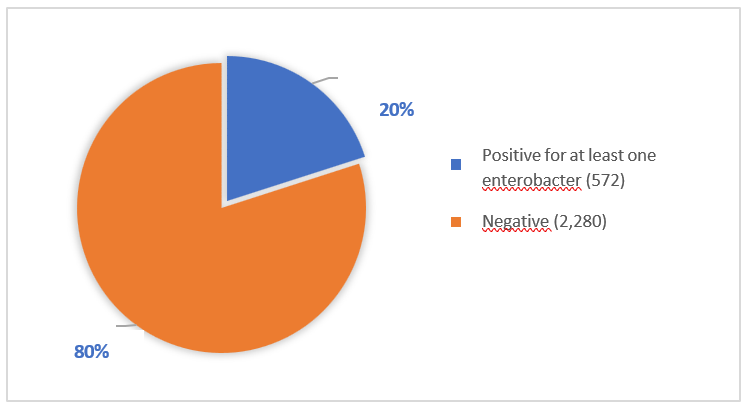 20%
Positive for at least one
enterobacter (572)
Negative (2,280)
80%